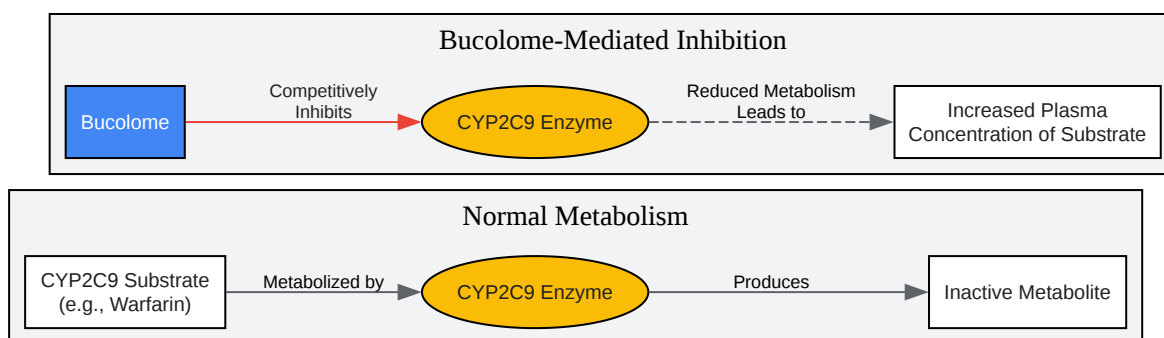 Bucolome-Mediated Inhibition
Bucolome
Competitively
Inhibits
CYP2C9 Enzyme
Reduced Metabolism
Leads to
Increased Plasma
Concentration of Substrate
Normal Metabolism
CYP2C9 Substrate
(e.g., Warfarin)
Metabolized by
CYP2C9 Enzyme
Produces
Inactive Metabolite